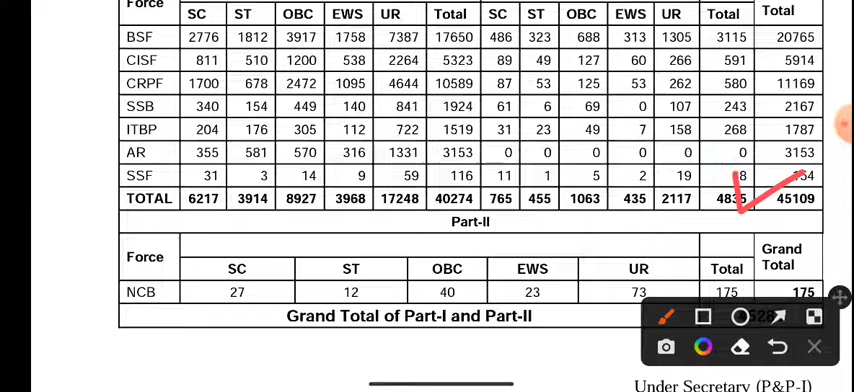 Force SC ST OBC EWS UR Total SC ST OBC EWS UR Total Total
BSF 2776 1812 3917 1758 7387 17650 486 323 688 313 1305 3115 20765
CISF 811 510 1200 538 2264 5323 89 49 127 60 266 591 5914
CRPF 1700 678 2472 1095 4644 10589 87 53 125 53 262 580 11169
SSB 340 154 449 140 841 1924 61 6 69 0 107 243 2167
ITBP 204 176 305 112 722 1519 31 23 49 7 158 268 1787
AR 355 581 570 316 1331 3153 0 0 0 0 0 0 3153
SSF 31 3 14 9 59 116 11 1 5 2 19
TOTAL 6217 3914 8927 3968 17248 40274 765 455 1063 435 2117 4835 45109
Part-II
Force SC ST OBC EWS UR Total Grand Total
NCB 27 12 40 23 73 175 175
Grand Total of Part-I and Part-II
Under Secretary (P&P-I)